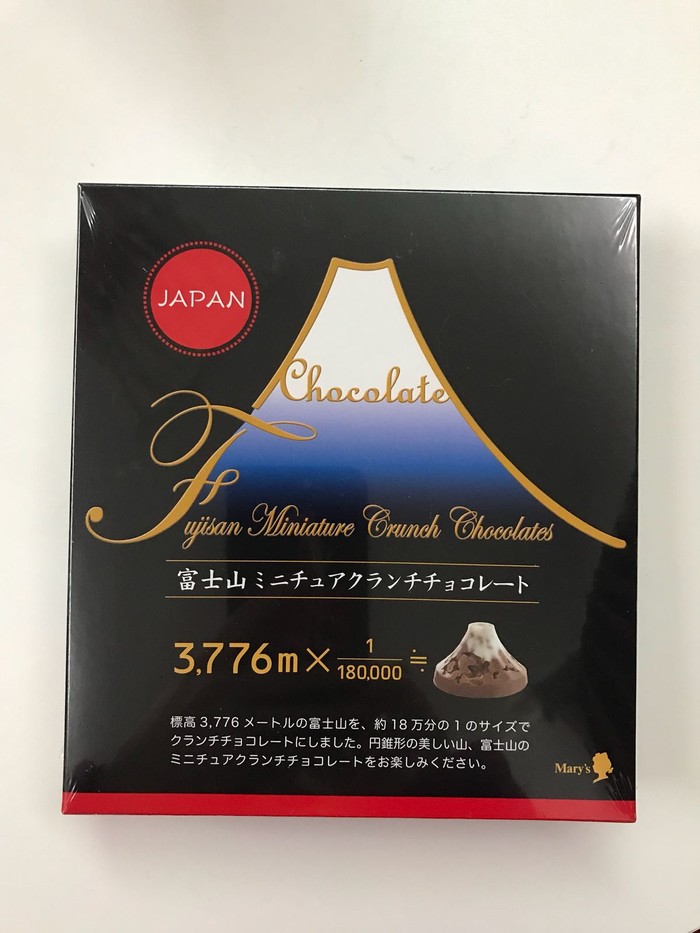 JAPAN
Chocolate
Fujisan Miniature Crunch Chocolates
富士山 ミニチュアクランチチョコレート
3,776m × 1/180,000 ≒
標高 3,776 メートルの富士山を、約 18 万分の 1 のサイズで
クランチチョコレートにしました。円錐形の美しい山、富士山の
ミニチュアクランチチョコレートをお楽しみください。
Mary's